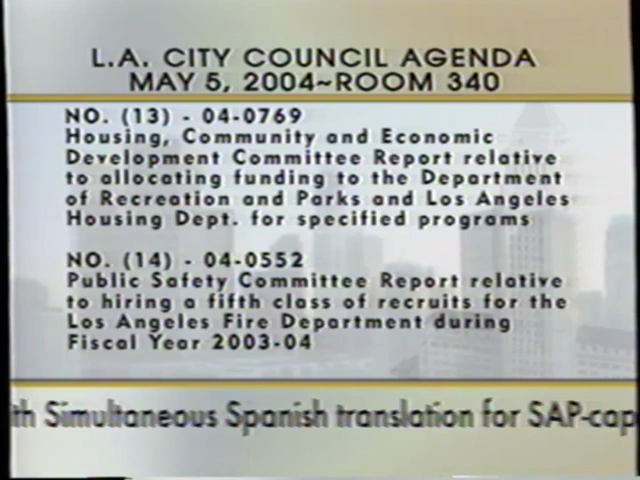 L.A. CITY COUNCIL AGENDA
MAY 5, 2004~ROOM 340
NO. (13) - 04-0769
Housing, Community and Economic
Development Committee Report relative
to allocating funding to the Department
of Recreation and Parks and Los Angeles
Housing Dept. for specified programs
NO. (14) - 04-0552
Public Safety Committee Report relative
to hiring a fifth class of recruits for the
Los Angeles Fire Department during
Fiscal Year 2003-04
th Simultaneous Spanish translation for SAP-cap